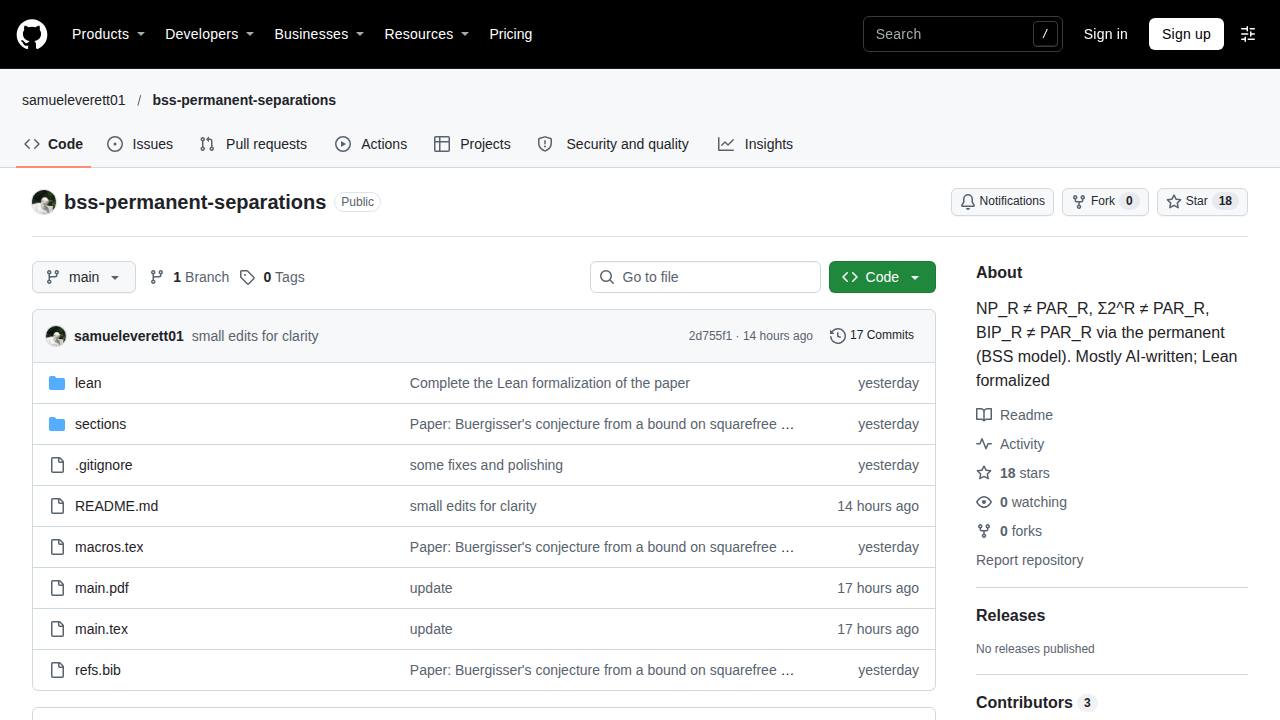 Products Developers Businesses Resources Pricing Search / Sign in Sign up
samueleverett01 / bss-permanent-separations
Code Issues Pull requests Actions Projects Security and quality Insights
bss-permanent-separations Public Notifications Fork 0 Star 18
main 1 Branch 0 Tags Go to file Code
samueleverett01 small edits for clarity 2d755f1 · 14 hours ago 17 Commits
lean Complete the Lean formalization of the paper yesterday
sections Paper: Buergisser's conjecture from a bound on squarefree … yesterday
.gitignore some fixes and polishing yesterday
README.md small edits for clarity 14 hours ago
macros.tex Paper: Buergisser's conjecture from a bound on squarefree … yesterday
main.pdf update 17 hours ago
main.tex update 17 hours ago
refs.bib Paper: Buergisser's conjecture from a bound on squarefree … yesterday
About
NP_R ≠ PAR_R, Σ2^R ≠ PAR_R,
BIP_R ≠ PAR_R via the permanent
(BSS model). Mostly AI-written; Lean
formalized
Readme
Activity
18 stars
0 watching
0 forks
Report repository
Releases
No releases published
Contributors 3